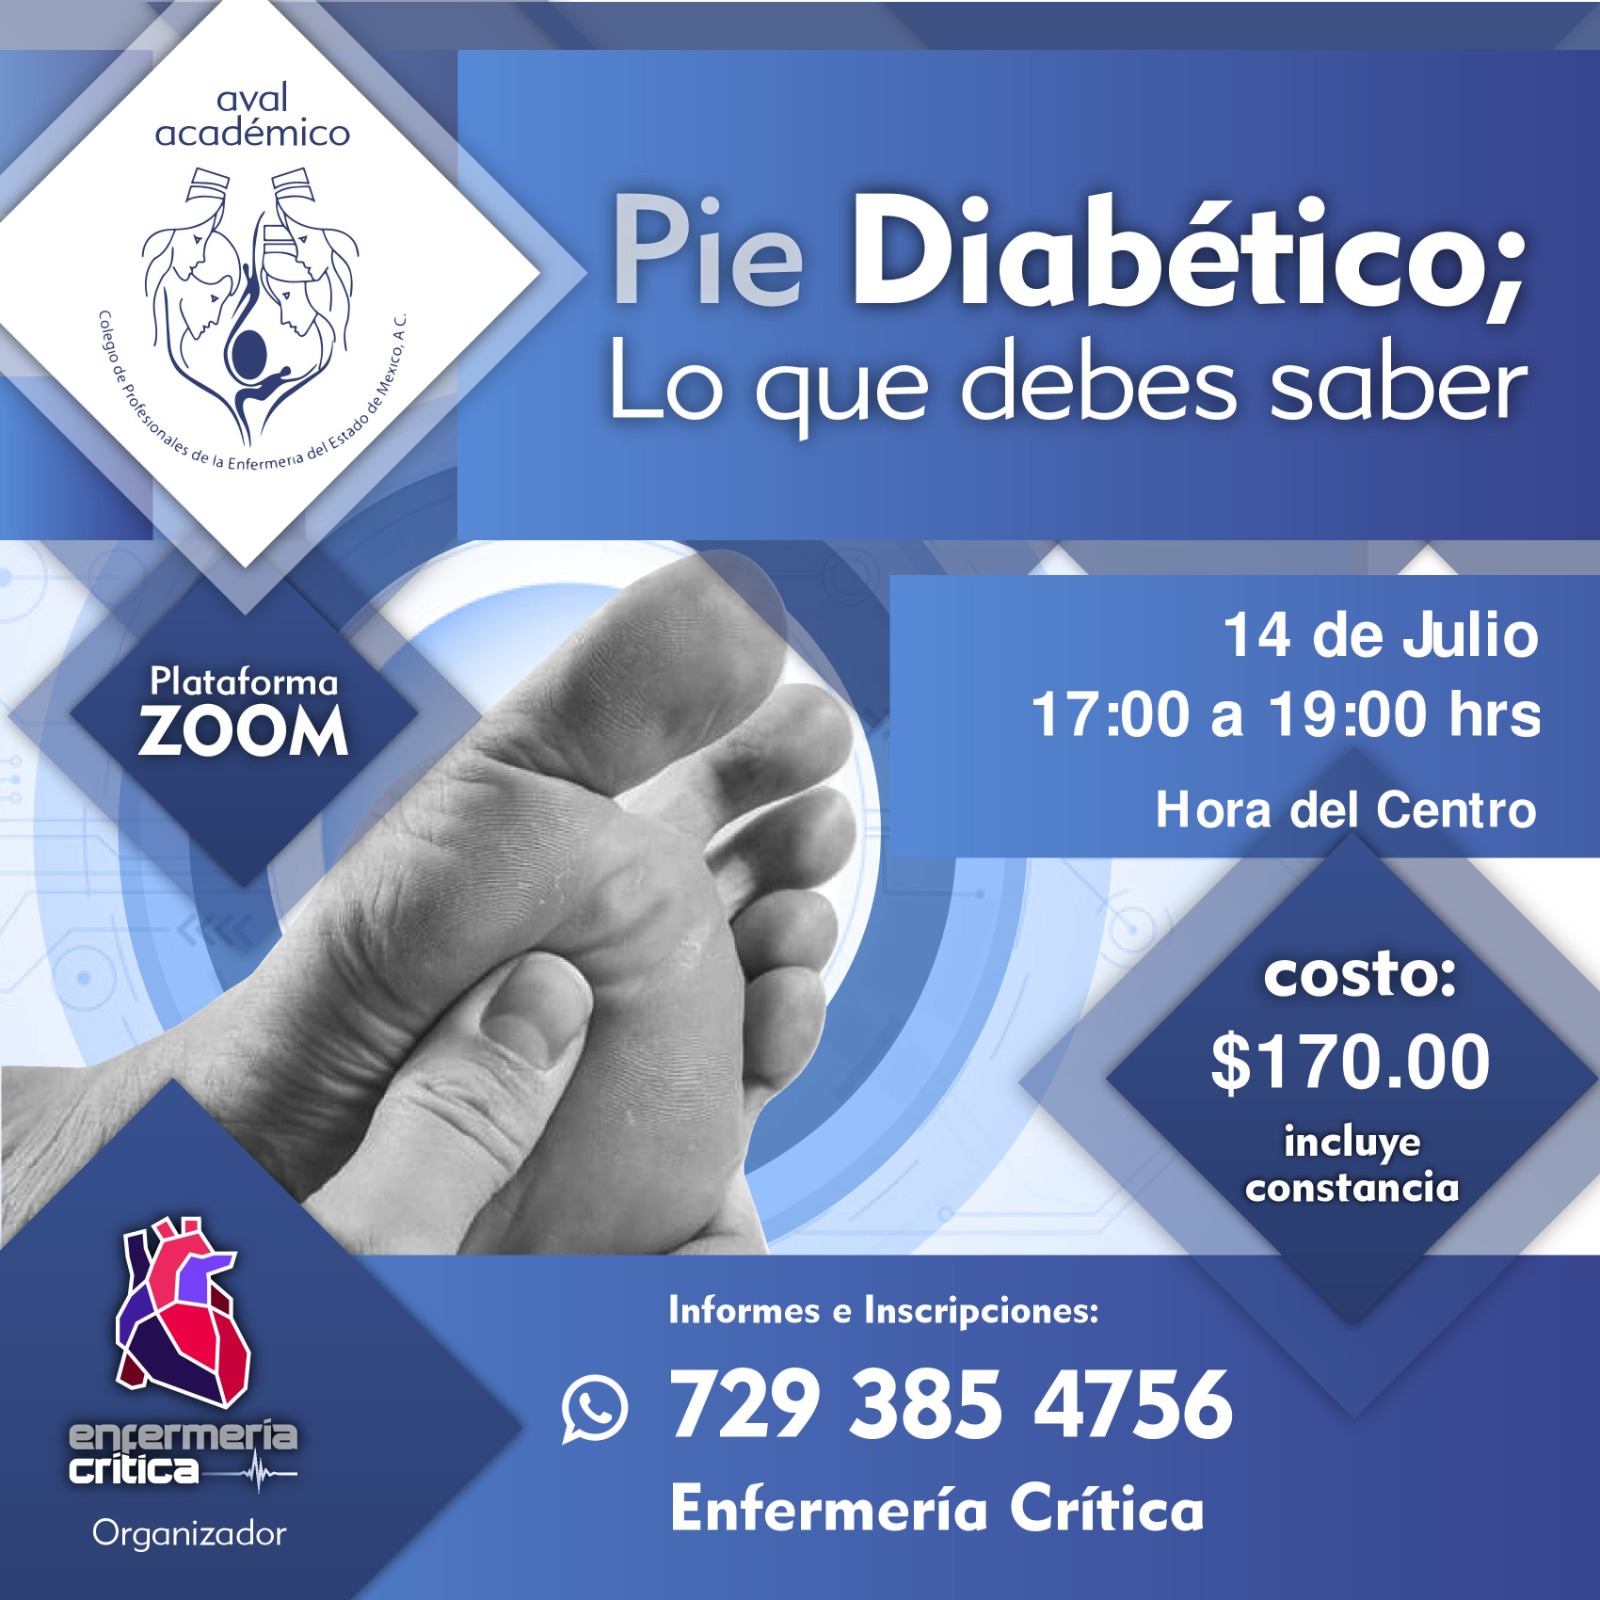 aval
académico
Colegio de Profesionales de la Enfermería del Estado de Mexico, A C.
Pie Diabético;
Lo que debes saber
Plataforma
ZOOM
14 de Julio
17:00 a 19:00 hrs
Hora del Centro
costo:
$170.00
incluye
constancia
Informes e Inscripciones:
729 385 4756
Enfermería Crítica
enfermería
crítica
Organizador